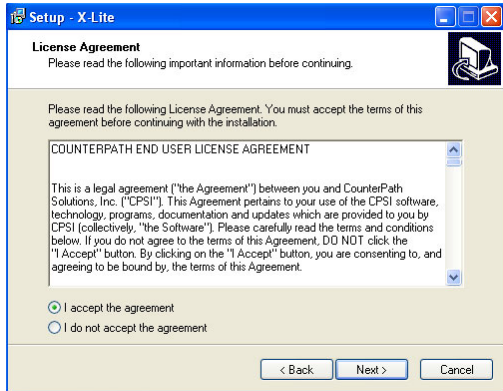 Setup - X-Lite
License Agreement
Please read the following important information before continuing.
Please read the following License Agreement. You must accept the terms of this
agreement before continuing with the installation.
COUNTERPATH END USER LICENSE AGREEMENT
This is a legal agreement ("the Agreement") between you and CounterPath
Solutions, Inc. ("CPSI"). This Agreement pertains to your use of the CPSI software,
technology, programs, documentation and updates which are provided to you by
CPSI (collectively, "the Software"). Please carefully read the terms and conditions
below. If you do not agree to the terms of this Agreement, DO NOT click the
"I Accept" button. By clicking on the "I Accept" button, you are consenting to, and
agreeing to be bound by, the terms of this Agreement.
I accept the agreement
I do not accept the agreement
< Back Next > Cancel